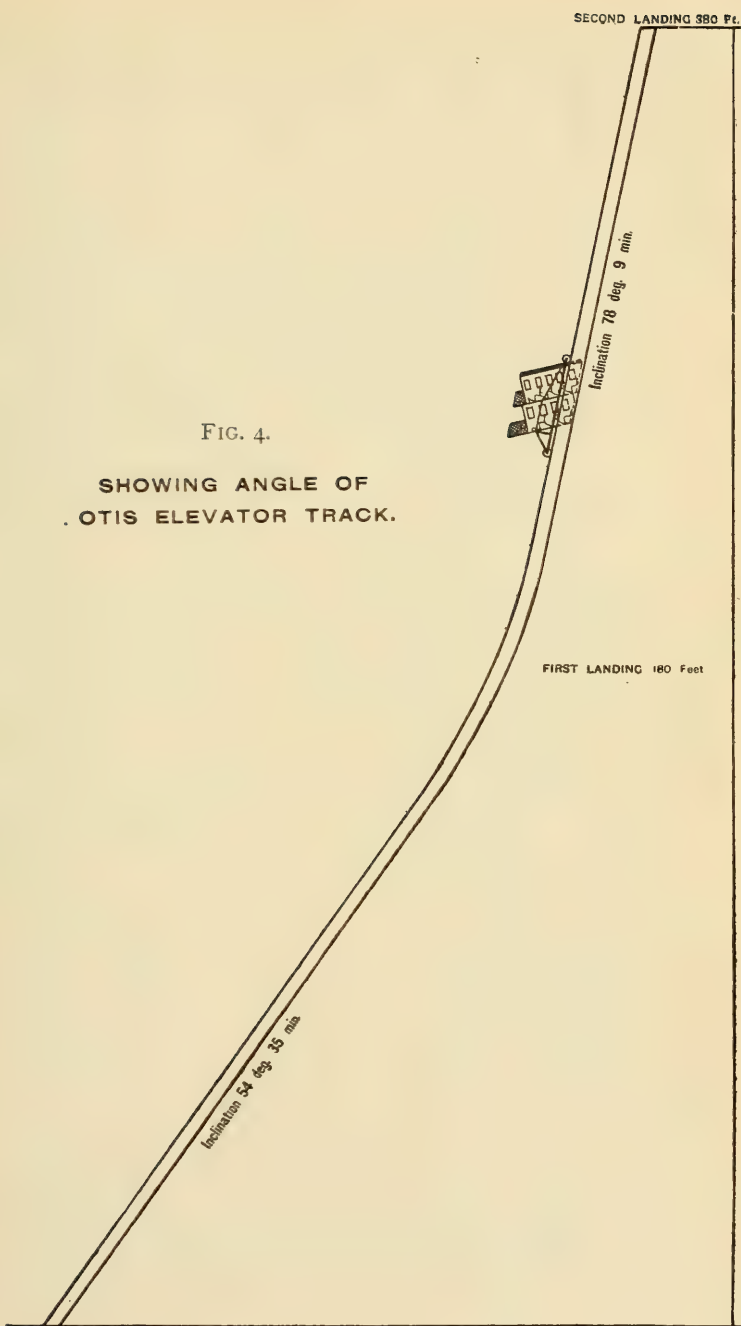 SECOND LANDING 380 Ft.
Inclination 78 deg. 9 min.
FIG. 4.
SHOWING ANGLE OF
OTIS ELEVATOR TRACK.
FIRST LANDING 180 Feet
Inclination 54 deg. 35 min.